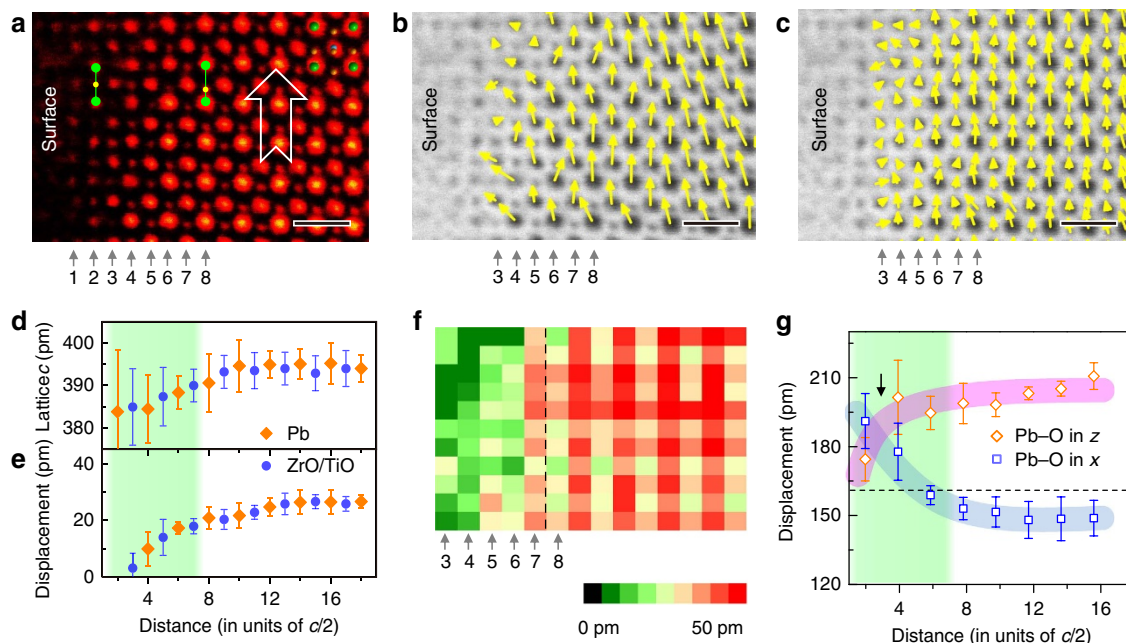 a
Surface
1 2 3 4 5 6 7 8
b
Surface
3 4 5 6 7 8
c
Surface
3 4 5 6 7 8
d
Lattice c (pm)
400
390
380
Pb
ZrO/TiO
e
Displacement (pm)
40
20
0
4 8 12 16
Distance (in units of c/2)
f
3 4 5 6 7 8
0 pm 50 pm
g
Displacement (pm)
210
180
150
120
Pb–O in z
Pb–O in x
0 4 8 12 16
Distance (in units of c/2)